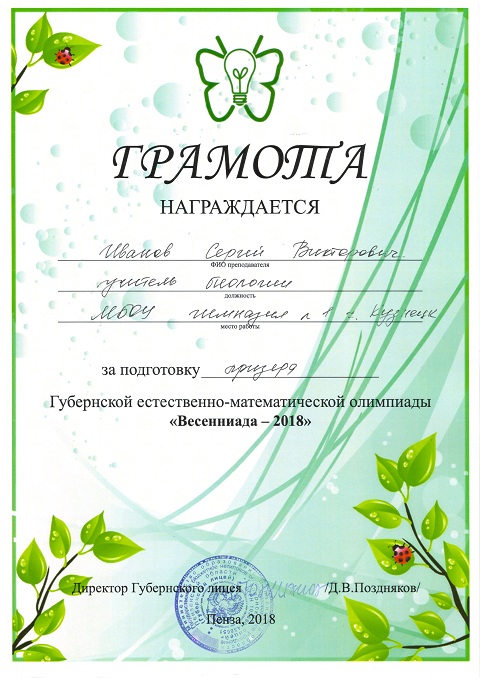 ГРАМОТА
НАГРАЖДАЕТСЯ
Иванов Сергей Викторович
ФИО преподавателя
учитель биологии
должность
МБОУ гимназия № 1 г. Кузнецк
место работы
за подготовку призера
Губернской естественно-математической олимпиады
«Весенниада – 2018»
Директор Губернского лицея /Д.В.Поздняков/
Пенза, 2018